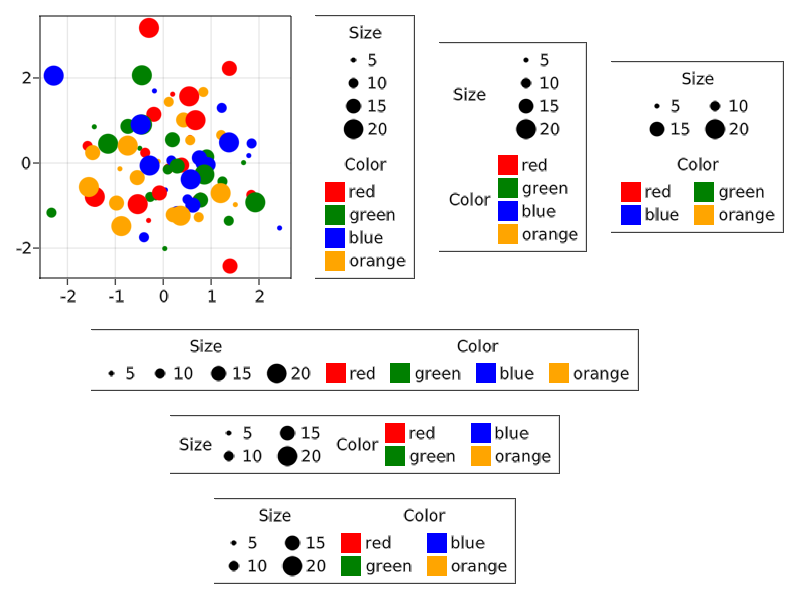 2
0
-2
-2 -1 0 1 2
Size
5
10
15
20
Color
red
green
blue
orange
Size
5
10
15
20
Color
red
green
blue
orange
Size
5 10
15 20
Color
red green
blue orange
Size Color
5 10 15 20 red green blue orange
Size 5 15 Color red blue
10 20 green orange
Size Color
5 15 red blue
10 20 green orange